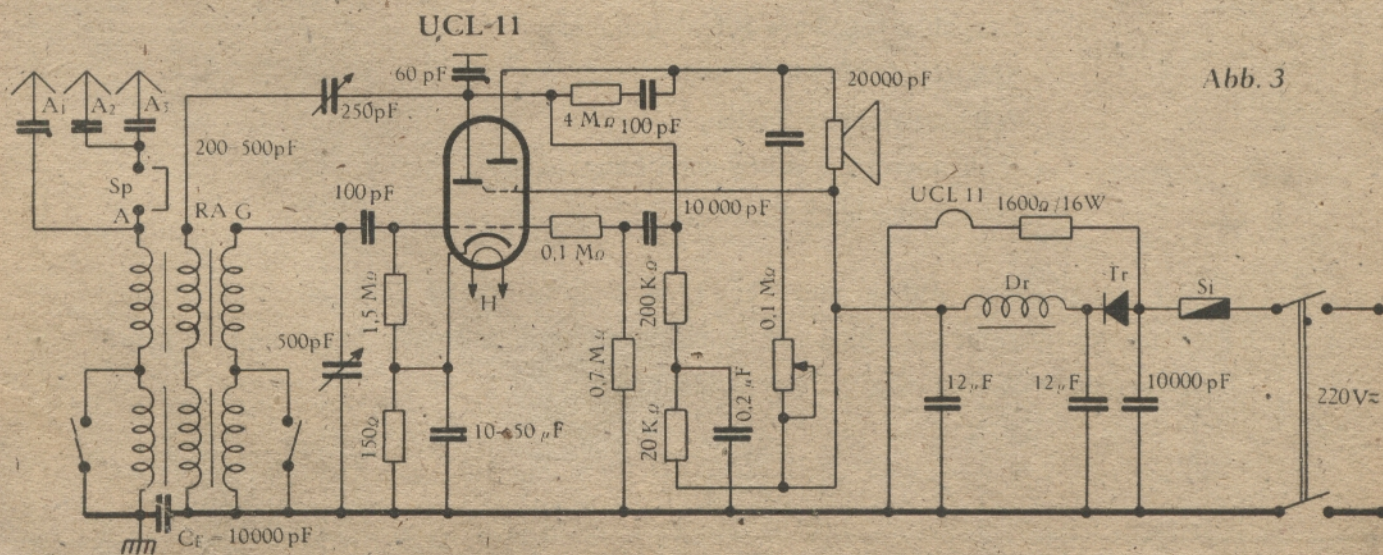 UCL-11
Abb. 3
60 pF
20000 pF
A₁
A₂
A₃
250pF
4 MΩ
100 pF
200-500pF
Sp
A
RA
G
100 pF
UCL 11
1600Ω/16W
10000 pF
0,1 MΩ
H
1,5 MΩ
200 KΩ
0,1 MΩ
Dr
Tr
Si
500pF
0,7 MΩ
12 µF
12 µF
10000 pF
220V≂
150Ω
10-50 µF
20 KΩ
0,2 µF
CE = 10000 pF